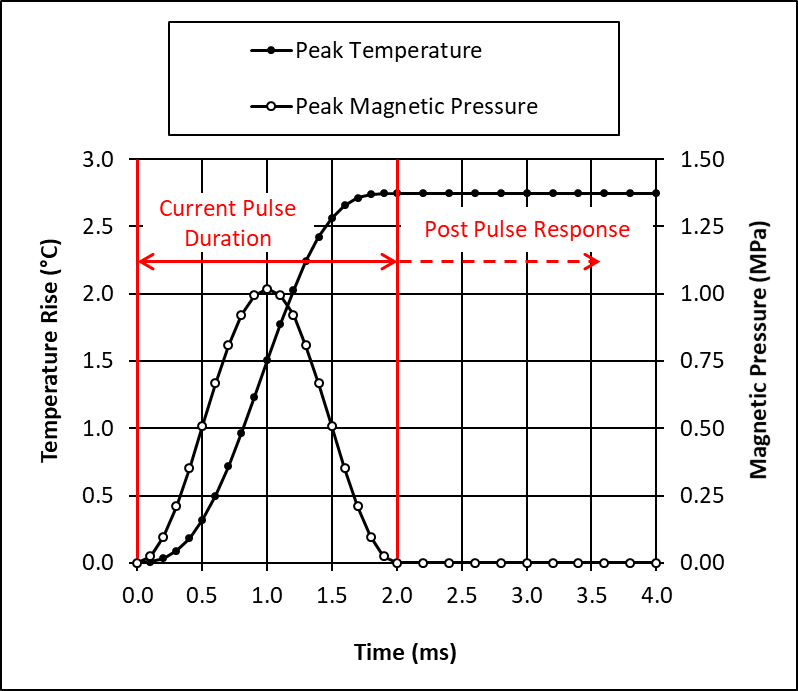 Peak Temperature
Peak Magnetic Pressure
3.0
2.5
2.0
1.5
1.0
0.5
0.0
Temperature Rise (°C)
Current Pulse
Duration
Post Pulse Response
1.50
1.25
1.00
0.75
0.50
0.25
0.00
Magnetic Pressure (MPa)
0.0 0.5 1.0 1.5 2.0 2.5 3.0 3.5 4.0
Time (ms)